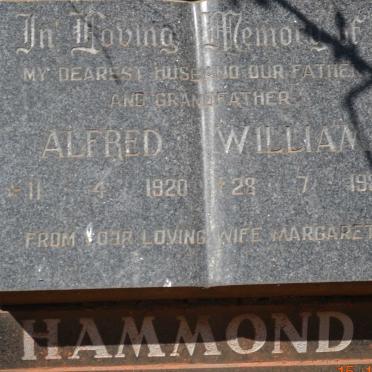 In Loving Memory of
MY DEAREST HUSBAND OUR FATHER
AND GRANDFATHER
ALFRED WILLIAM
* 11 4 1920 † 28 7
FROM YOUR LOVING WIFE MARGARET
HAMMOND